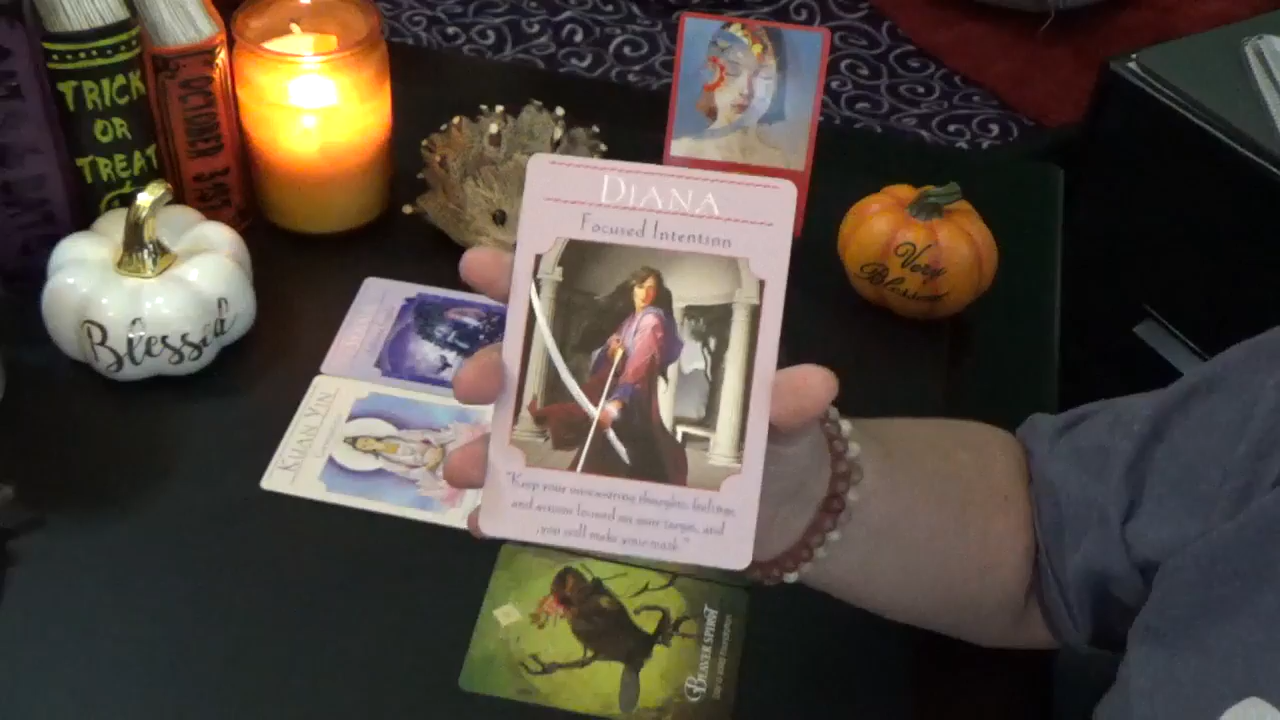 TRICK
OR
TREAT
OCTOBER 31ST
Blessed
DIANA
Focused Intention
"Keep your unwavering thoughts, feelings,
and actions focused on your target, and
you will make your mark."
Very
Blessed
KUAN YIN
BEAVER SPIRIT